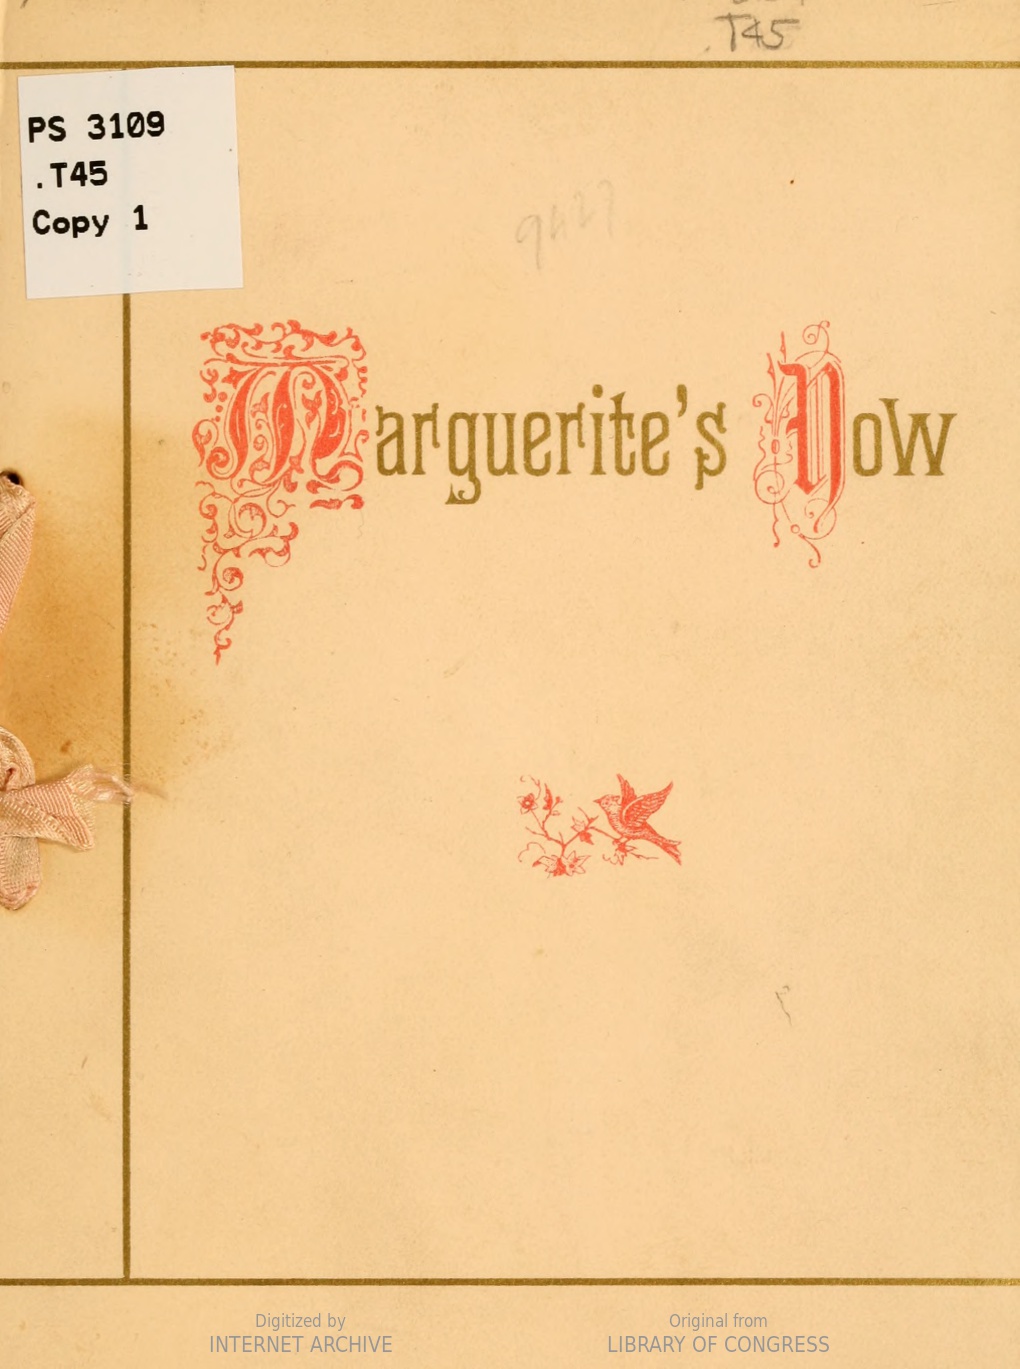 .T45
PS 3109
.T45
Copy 1
9427
Marguerite's Vow
Digitized by
INTERNET ARCHIVE
Original from
LIBRARY OF CONGRESS